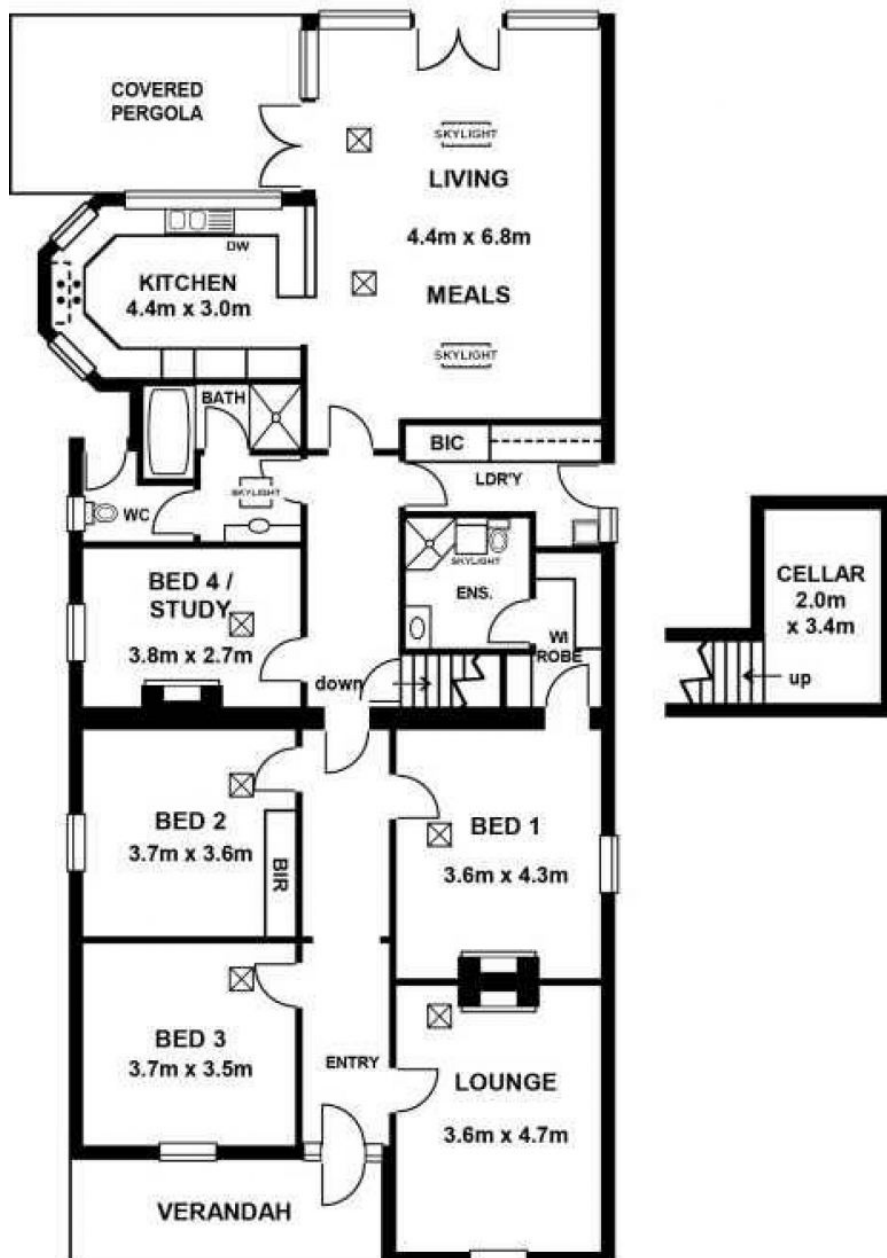 COVERED
PERGOLA
SKYLIGHT
LIVING
4.4m x 6.8m
DW
KITCHEN
4.4m x 3.0m
MEALS
SKYLIGHT
BATH
BIC
LDR'Y
SKYLIGHT
WC
SKYLIGHT
ENS.
BED 4 /
STUDY
3.8m x 2.7m
WI
ROBE
down
CELLAR
2.0m
x 3.4m
up
BED 2
3.7m x 3.6m
BIR
BED 1
3.6m x 4.3m
BED 3
3.7m x 3.5m
ENTRY
LOUNGE
3.6m x 4.7m
VERANDAH